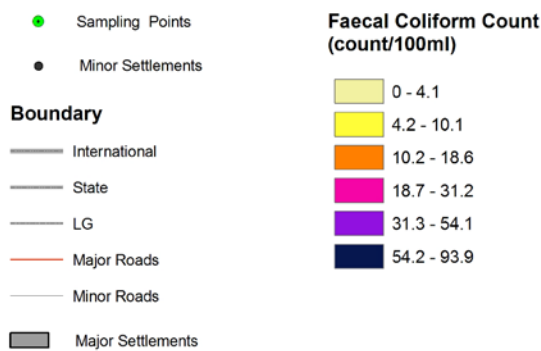 Sampling Points
Minor Settlements
Boundary
International
State
LG
Major Roads
Minor Roads
Major Settlements
Faecal Coliform Count
(count/100ml)
0 - 4.1
4.2 - 10.1
10.2 - 18.6
18.7 - 31.2
31.3 - 54.1
54.2 - 93.9